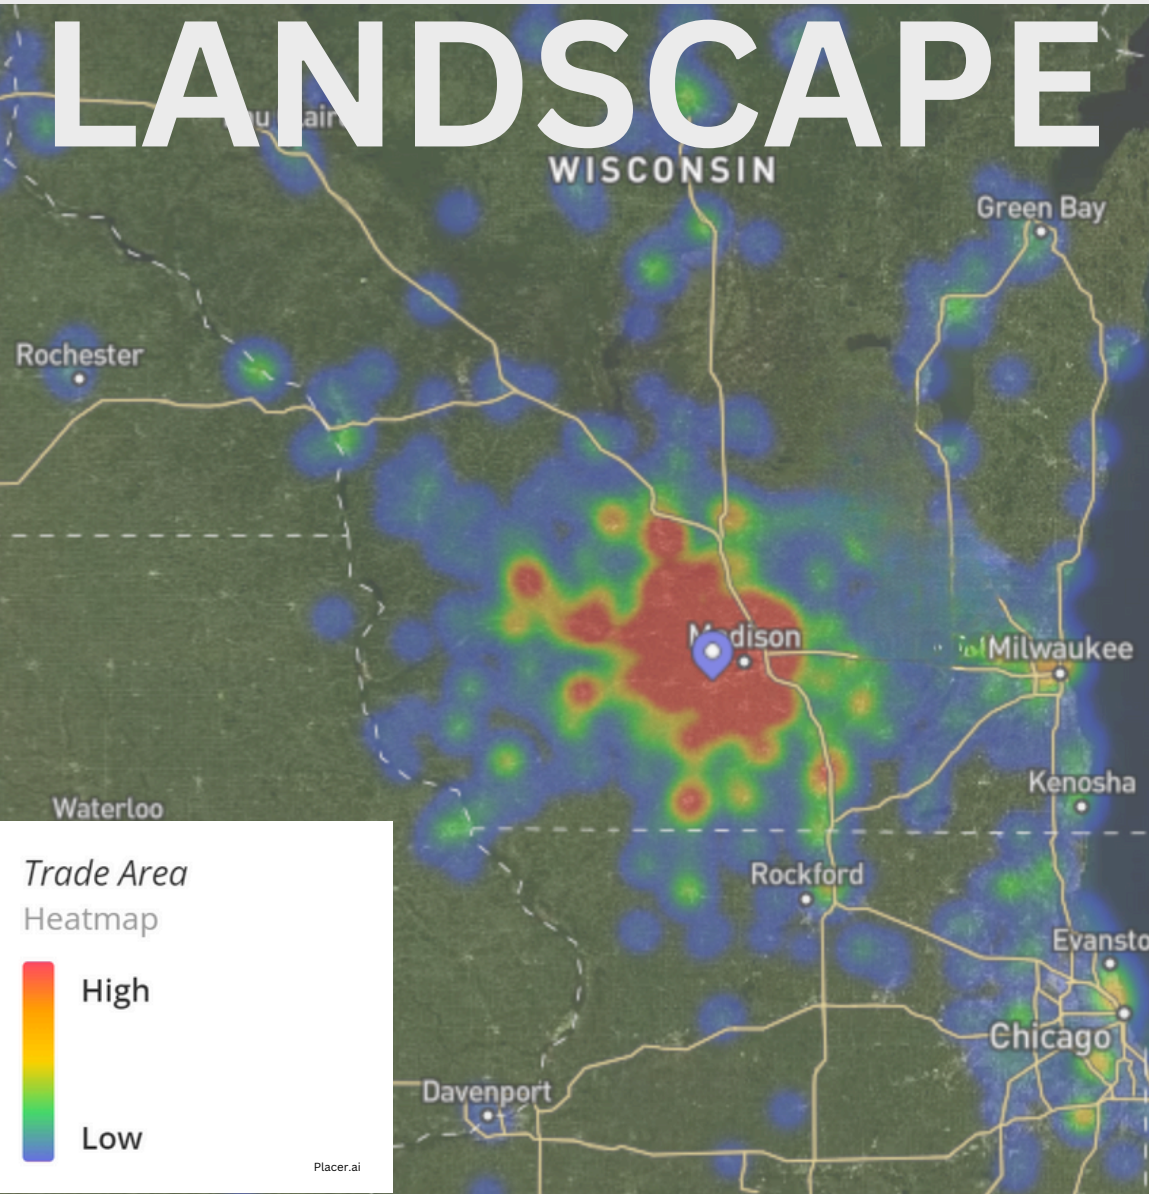 LANDSCAPE
WISCONSIN
Green Bay
Rochester
Madison
Milwaukee
Kenosha
Waterloo
Rockford
Evansto
Chicago
Davenport
Trade Area
Heatmap
High
Low
Placer.ai